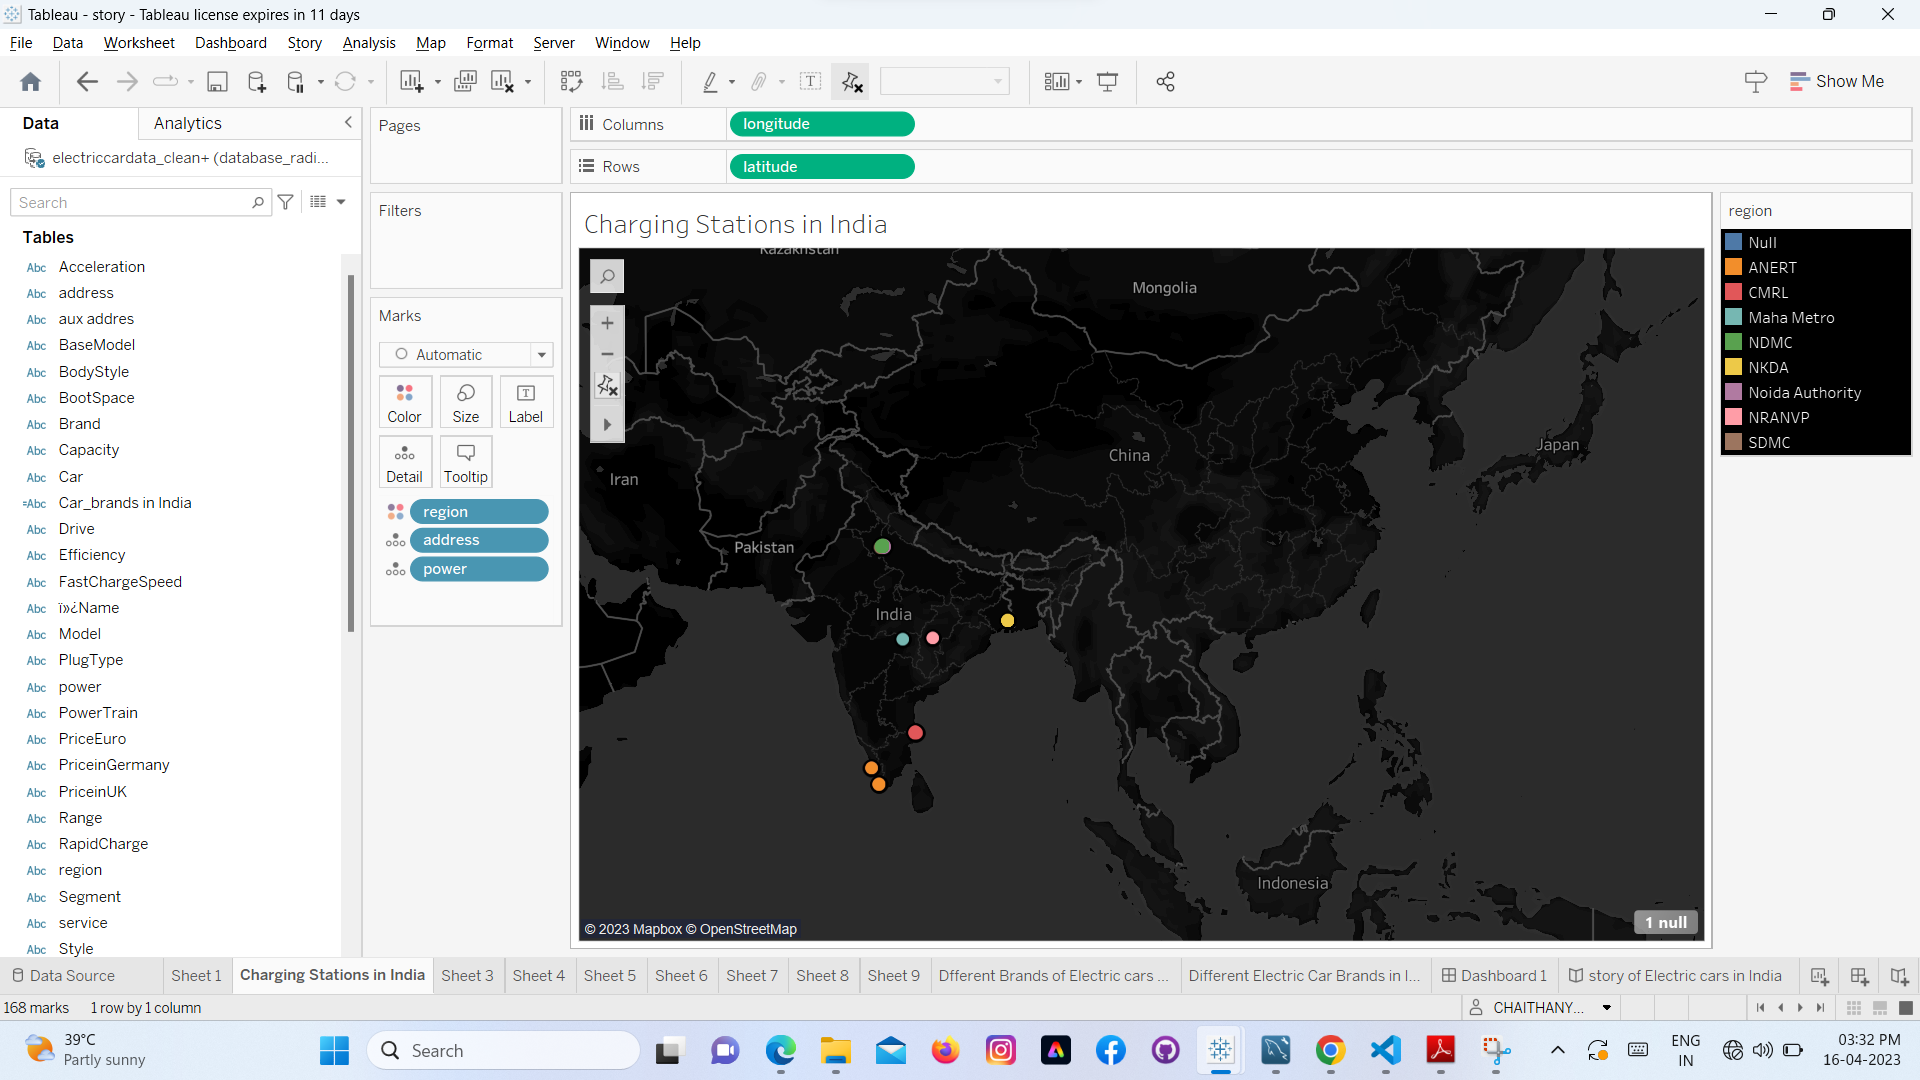 Tableau - story - Tableau license expires in 11 days
File Data Worksheet Dashboard Story Analysis Map Format Server Window Help
Show Me
Data Analytics
electriccardata_clean+ (database_radi...
Search
Tables
Abc Acceleration
Abc address
Abc aux addres
Abc BaseModel
Abc BodyStyle
Abc BootSpace
Abc Brand
Abc Capacity
Abc Car
=Abc Car_brands in India
Abc Drive
Abc Efficiency
Abc FastChargeSpeed
Abc ï»¿Name
Abc Model
Abc PlugType
Abc power
Abc PowerTrain
Abc PriceEuro
Abc PriceinGermany
Abc PriceinUK
Abc Range
Abc RapidCharge
Abc region
Abc Segment
Abc service
Abc Style
Pages
Filters
Marks
Automatic
Color Size Label
Detail Tooltip
region
address
power
Columns longitude
Rows latitude
Charging Stations in India
Kazakhstan
Mongolia
China
Japan
Iran
Pakistan
India
Indonesia
© 2023 Mapbox © OpenStreetMap
1 null
region
Null
ANERT
CMRL
Maha Metro
NDMC
NKDA
Noida Authority
NRANVP
SDMC
Data Source Sheet 1 Charging Stations in India Sheet 3 Sheet 4 Sheet 5 Sheet 6 Sheet 7 Sheet 8 Sheet 9 Dfferent Brands of Electric cars ... Different Electric Car Brands in I... Dashboard 1 story of Electric cars in India
168 marks 1 row by 1 column CHAITHANY...
39°C
Partly sunny
Search
ENG
IN
03:32 PM
16-04-2023